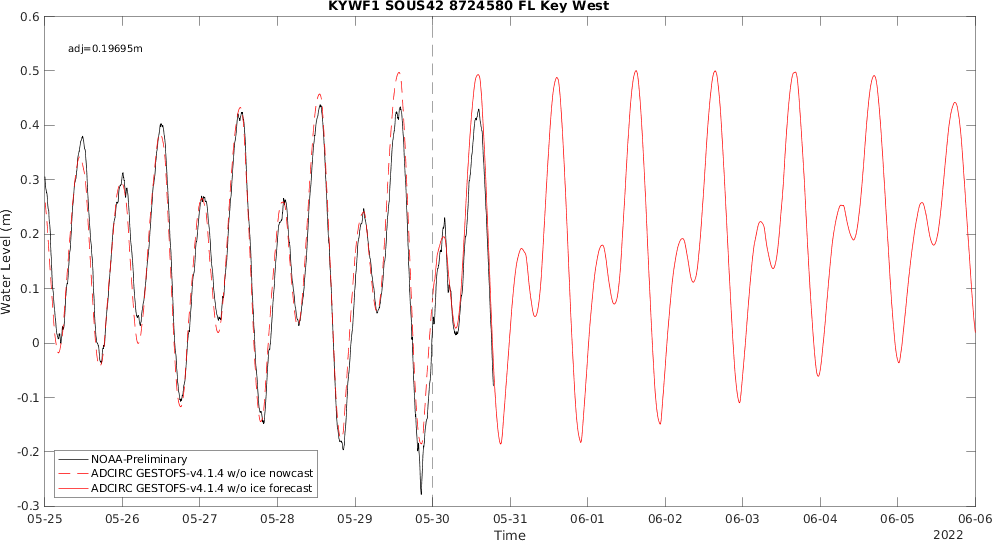 KYWF1 SOUS42 8724580 FL Key West
adj=0.19695m
Water Level (m)
0.6
0.5
0.4
0.3
0.2
0.1
0
-0.1
-0.2
-0.3
NOAA-Preliminary
ADCIRC GESTOFS-v4.1.4 w/o ice nowcast
ADCIRC GESTOFS-v4.1.4 w/o ice forecast
05-25 05-26 05-27 05-28 05-29 05-30 05-31 06-01 06-02 06-03 06-04 06-05 06-06
Time
2022